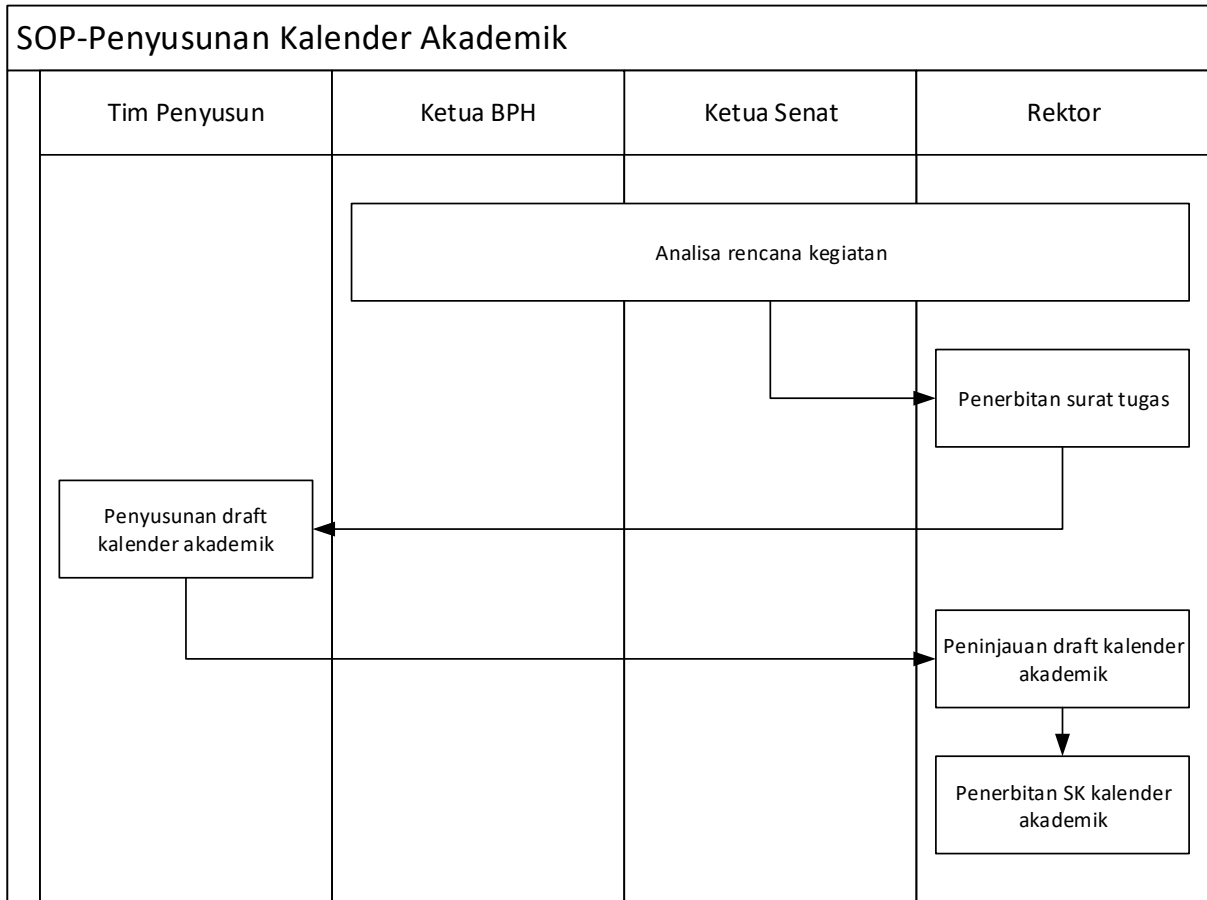 SOP-Penyusunan Kalender Akademik
Tim Penyusun
Ketua BPH
Ketua Senat
Rektor
Analisa rencana kegiatan
Penerbitan surat tugas
Penyusunan draft
kalender akademik
Peninjauan draft kalender
akademik
Penerbitan SK kalender
akademik